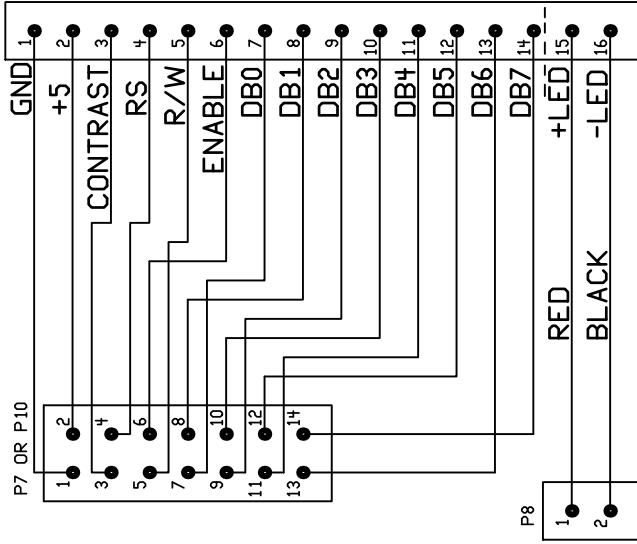 1 2 3 4 5 6 7 8 9 10 11 12 13 14 15 16
GND
+5
CONTRAST
RS
R/W
ENABLE
DB0
DB1
DB2
DB3
DB4
DB5
DB6
DB7
+LED
-LED
RED
BLACK
P7 OR P10
2 4 6 8 10 12 14
1 3 5 7 9 11 13
P8
1 2